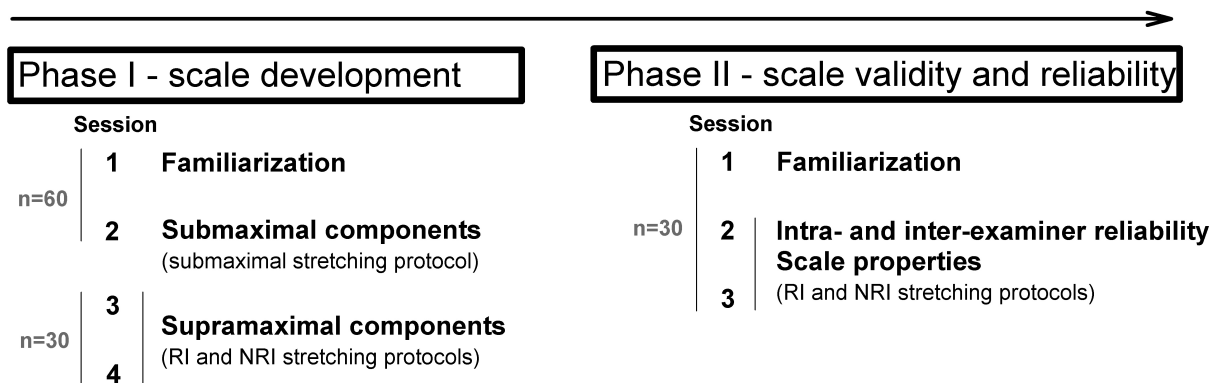 Phase I - scale development
Session
1 Familiarization
n=60
2 Submaximal components
(submaximal stretching protocol)
3
Supramaximal components
n=30
(RI and NRI stretching protocols)
4
Phase II - scale validity and reliability
Session
1 Familiarization
n=30
2 Intra- and inter-examiner reliability
Scale properties
3
(RI and NRI stretching protocols)